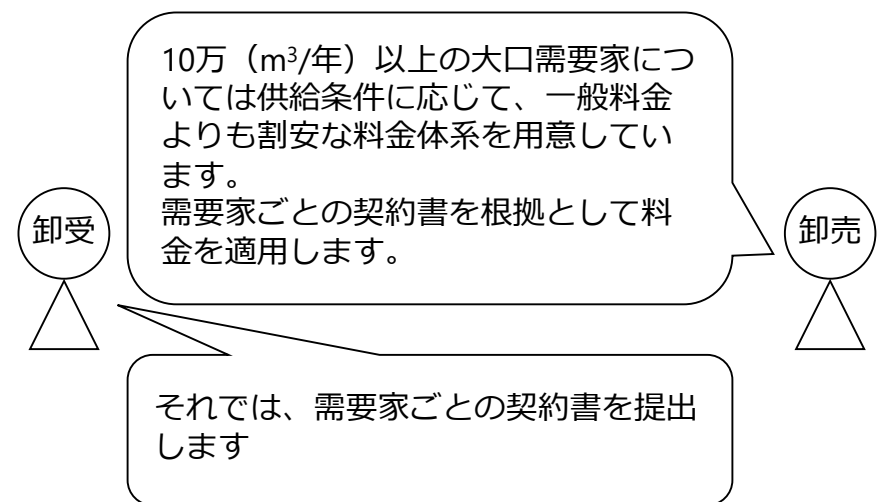 10万（m³/年）以上の大口需要家につ
いては供給条件に応じて、一般料金
よりも割安な料金体系を用意してい
ます。
需要家ごとの契約書を根拠として料
金を適用します。
卸受
卸売
それでは、需要家ごとの契約書を提出
します